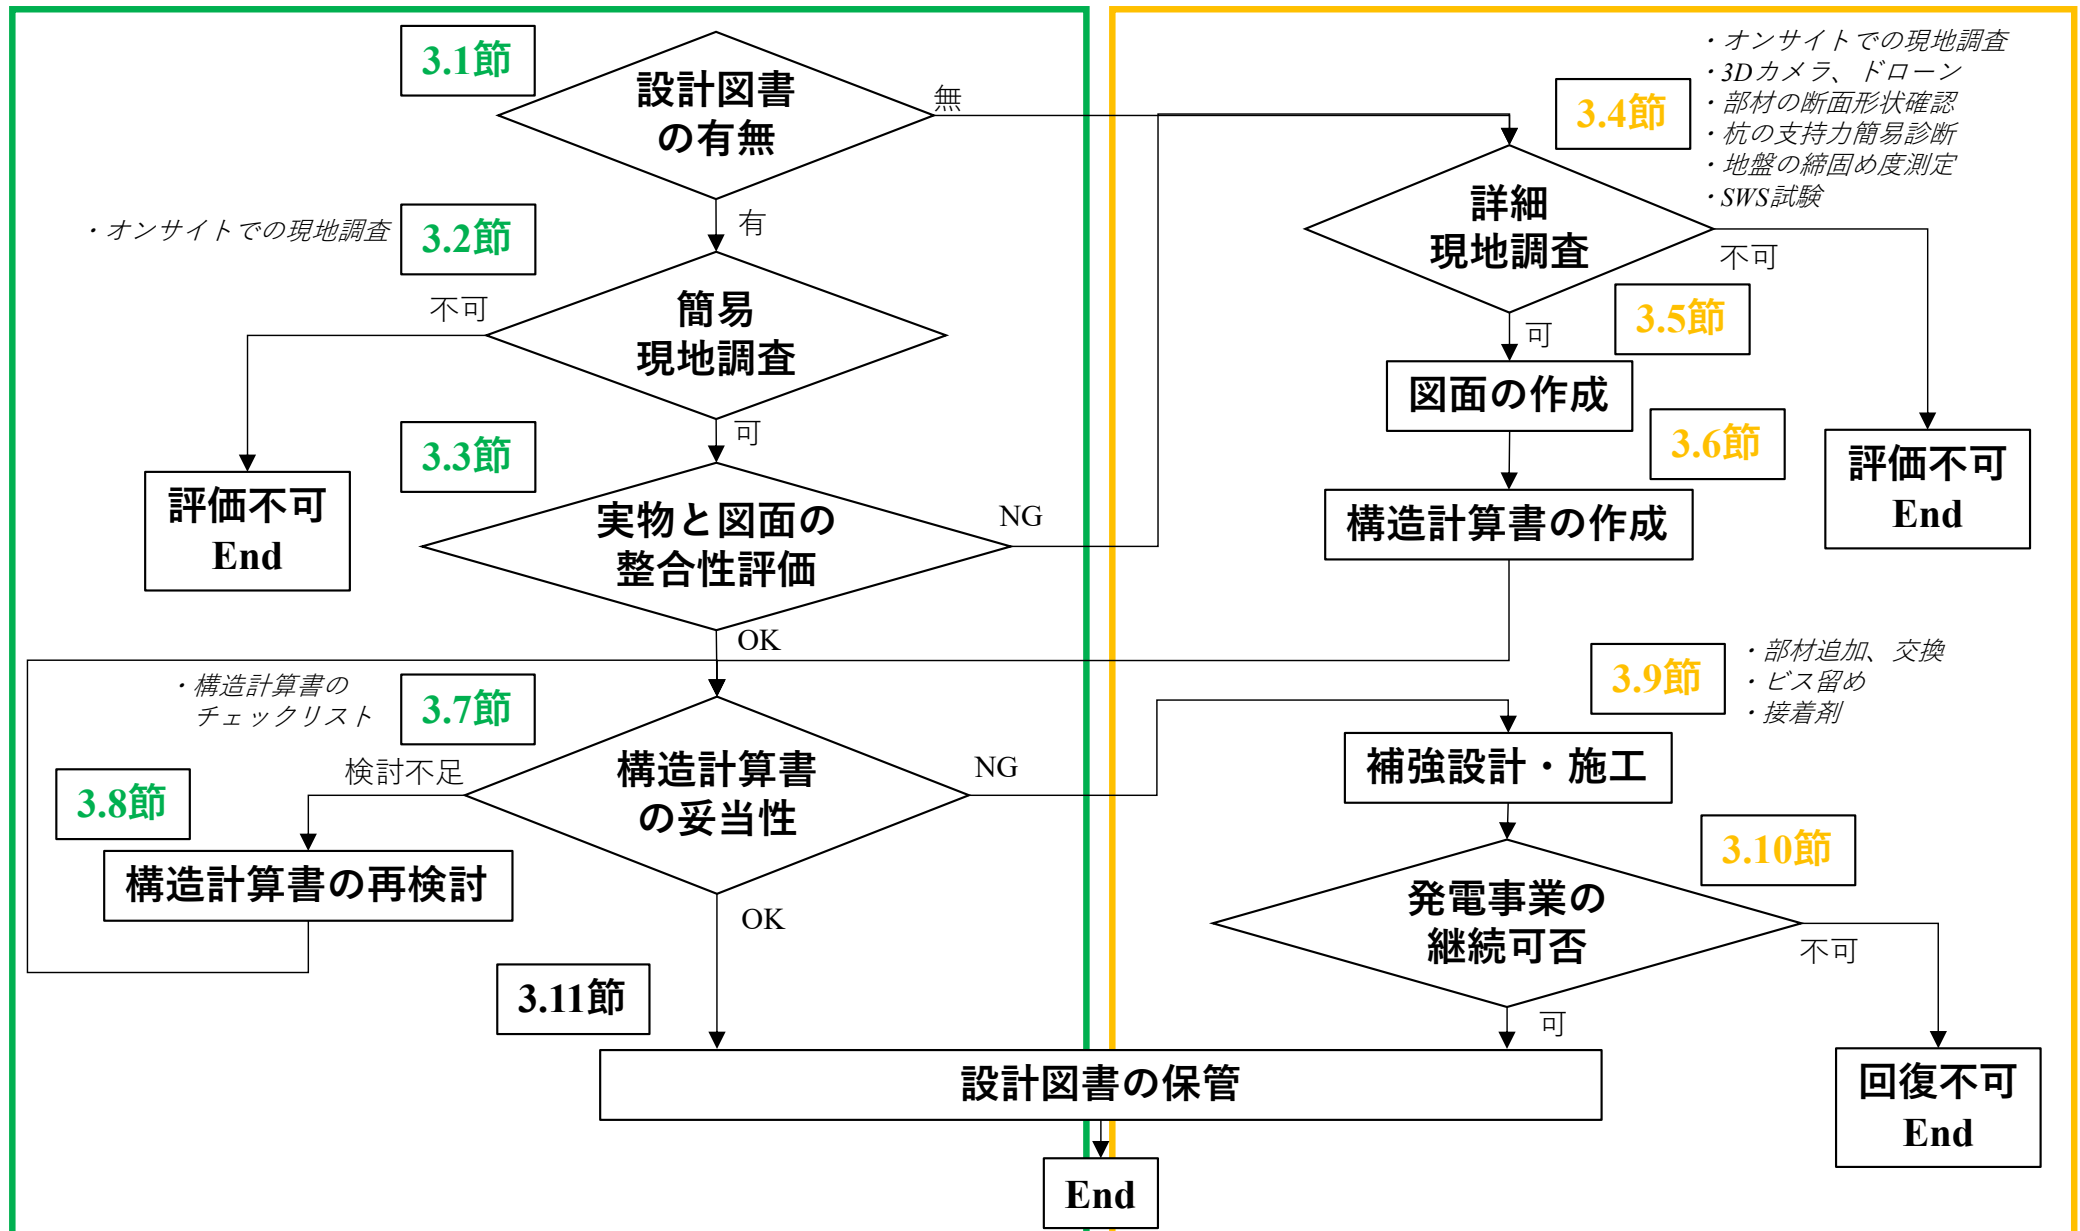 3.1節
設計図書
の有無
無
有
・オンサイトでの現地調査
3.2節
簡易
現地調査
不可
可
評価不可
End
3.3節
実物と図面の
整合性評価
NG
OK
・オンサイトでの現地調査
・3Dカメラ、ドローン
・部材の断面形状確認
・杭の支持力簡易診断
・地盤の締固め度測定
・SWS試験
3.4節
詳細
現地調査
不可
可
3.5節
図面の作成
3.6節
構造計算書の作成
評価不可
End
・構造計算書の
チェックリスト
3.7節
構造計算書
の妥当性
検討不足
NG
OK
3.8節
構造計算書の再検討
3.9節
・部材追加、交換
・ビス留め
・接着剤
補強設計・施工
3.10節
発電事業の
継続可否
不可
可
回復不可
End
3.11節
設計図書の保管
End